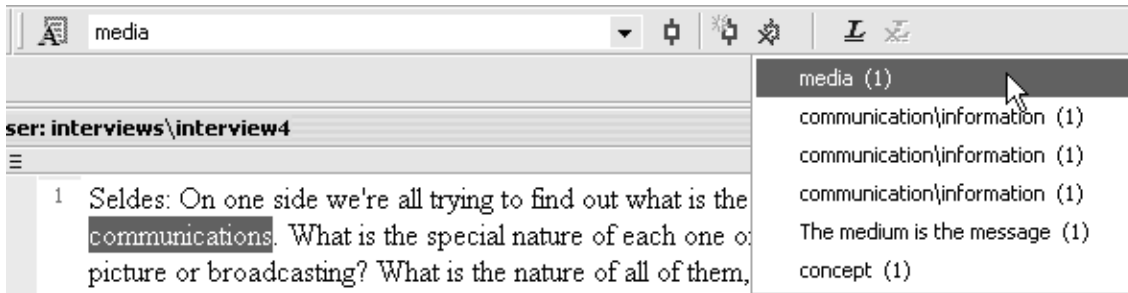 media
media (1)
communication\information (1)
communication\information (1)
communication\information (1)
The medium is the message (1)
concept (1)
ser: interviews\interview4
1 Seldes: On one side we're all trying to find out what is the
communications. What is the special nature of each one o
picture or broadcasting? What is the nature of all of them,